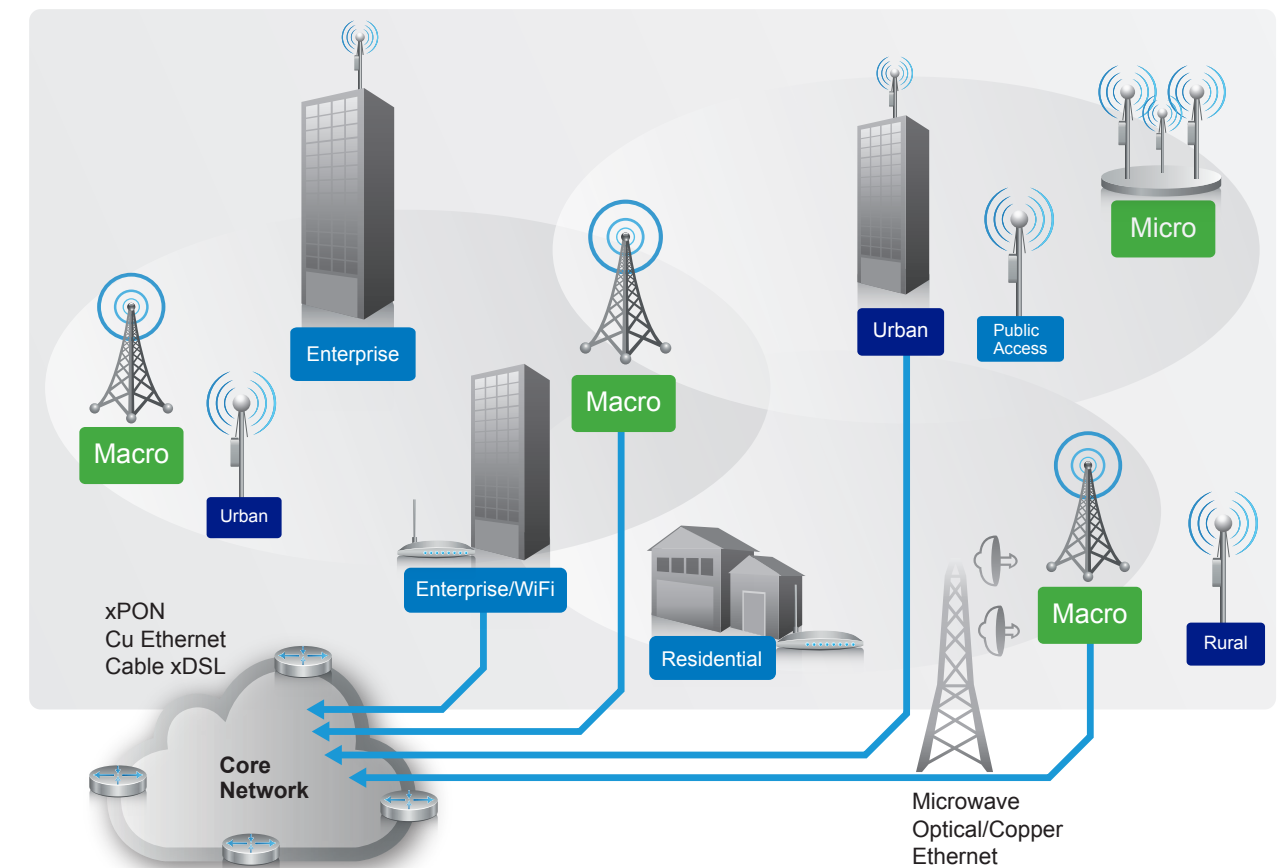 Enterprise
Macro
Urban
Enterprise/WiFi
Macro
Urban
Public
Access
Micro
Residential
Macro
Rural
xPON
Cu Ethernet
Cable xDSL
Core
Network
Microwave
Optical/Copper
Ethernet